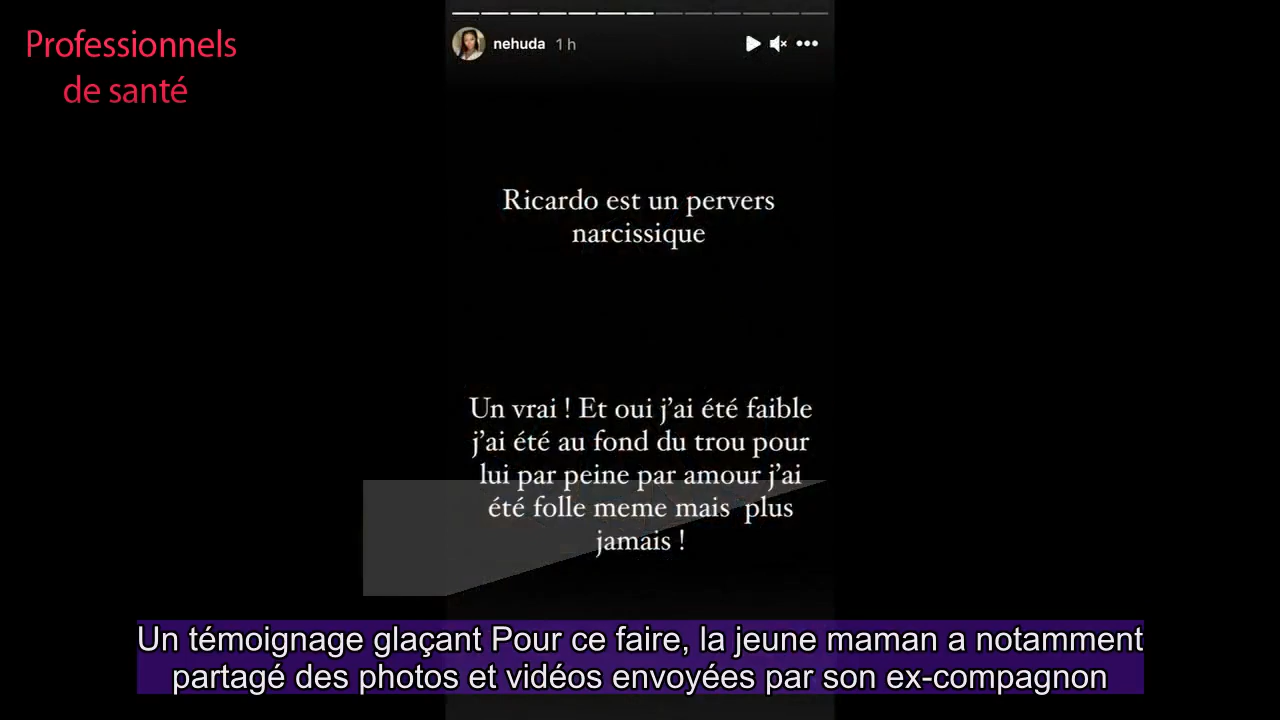 Professionnels
de santé
nehuda 1 h
Ricardo est un pervers
narcissique
Un vrai ! Et oui j'ai été faible
j'ai été au fond du trou pour
lui par peine par amour j'ai
été folle meme mais plus
jamais !
Un témoignage glaçant Pour ce faire, la jeune maman a notamment
partagé des photos et vidéos envoyées par son ex-compagnon